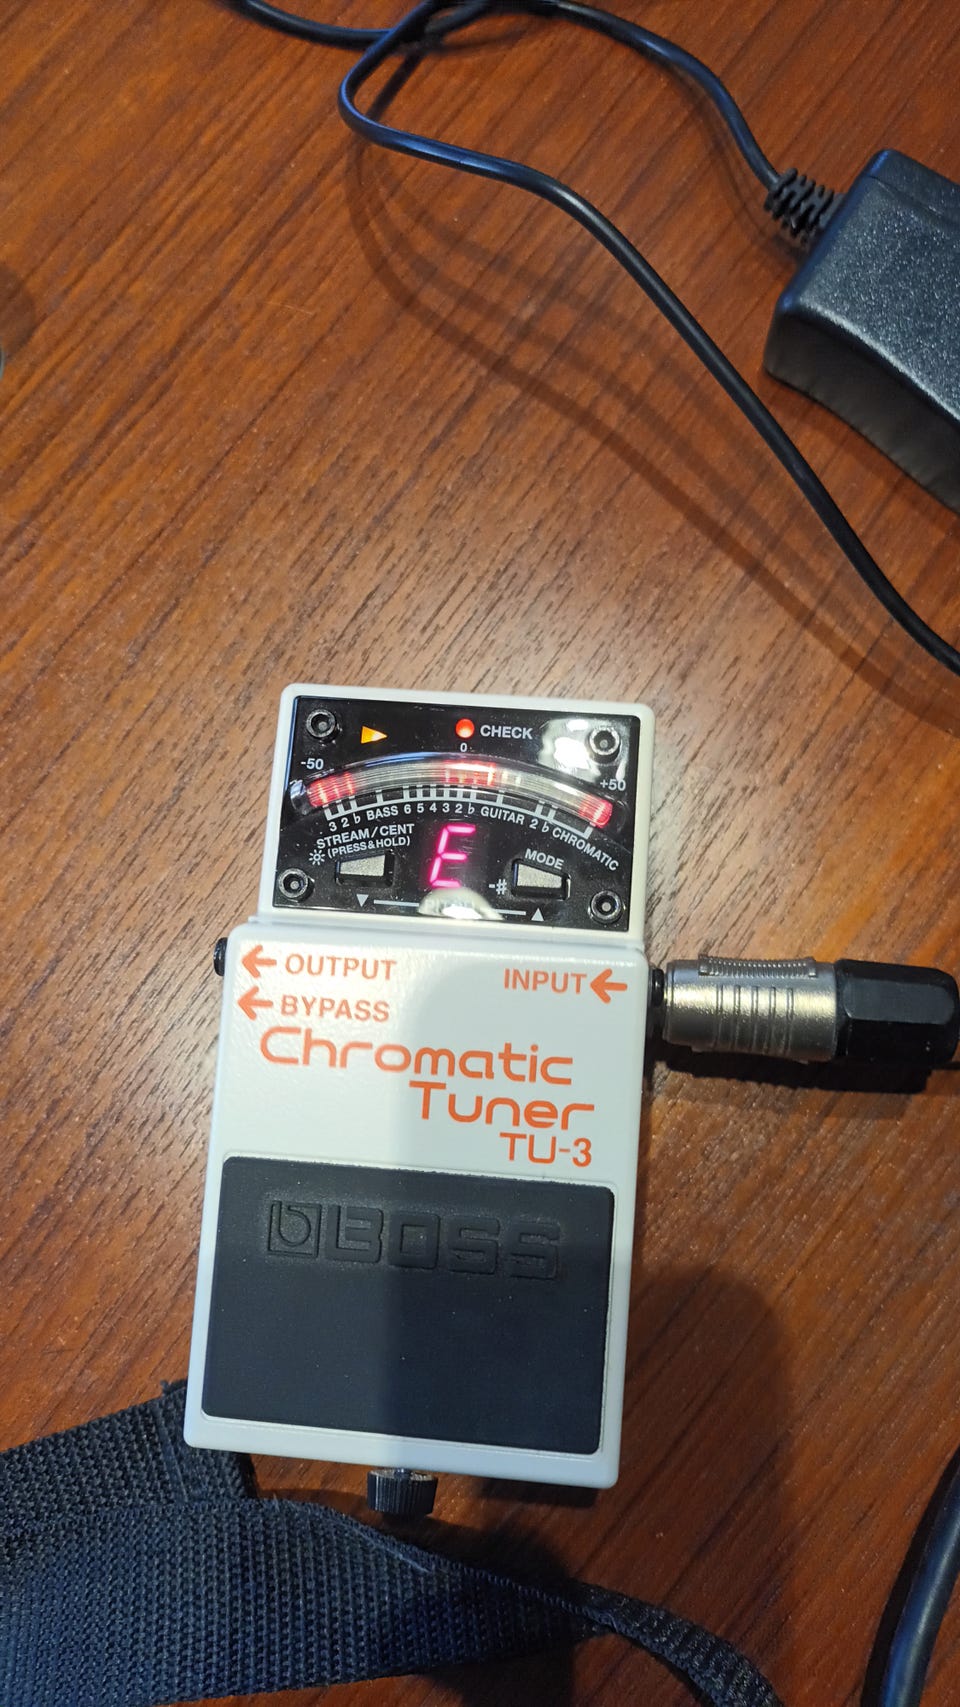 CHECK
0
-50 +50
3 2 ♭ BASS 6 5 4 3 2 ♭ GUITAR 2 ♭ CHROMATIC
STREAM/CENT
(PRESS&HOLD)
E
MODE
-#
OUTPUT
INPUT
BYPASS
Chromatic
Tuner
TU-3
BOSS